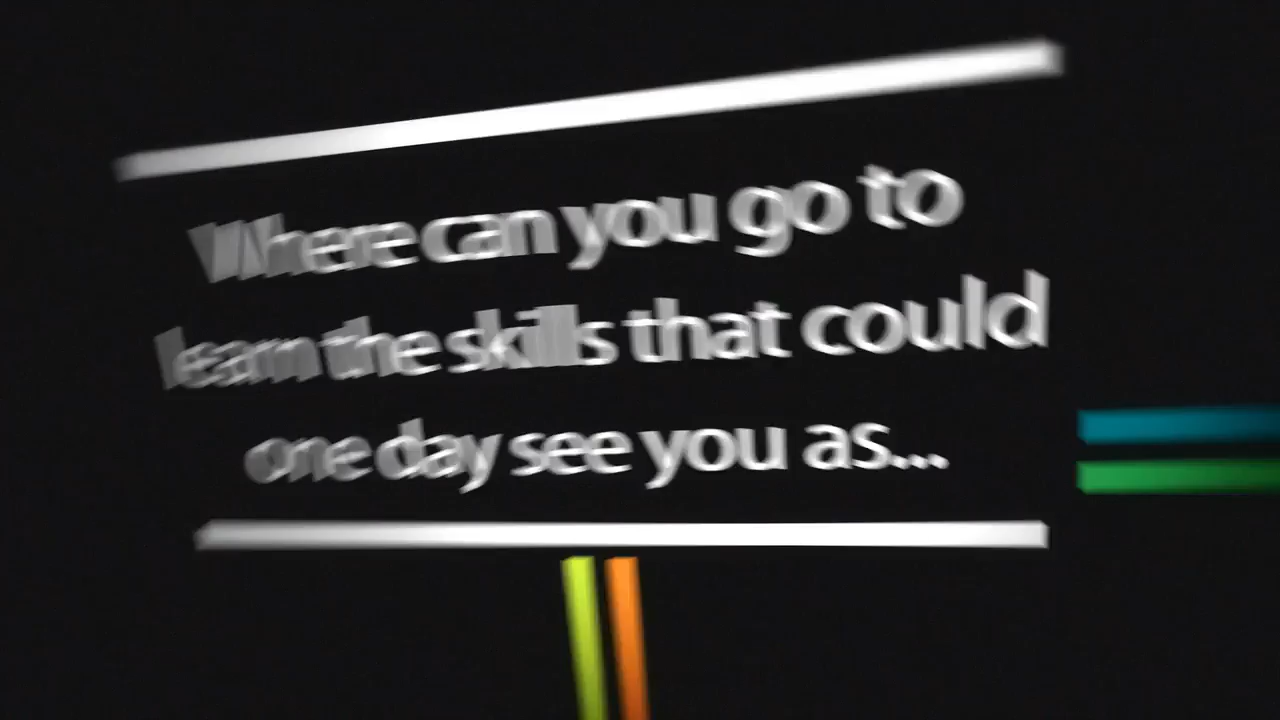 Where can you go to
learn the skills that could
one day see you as...